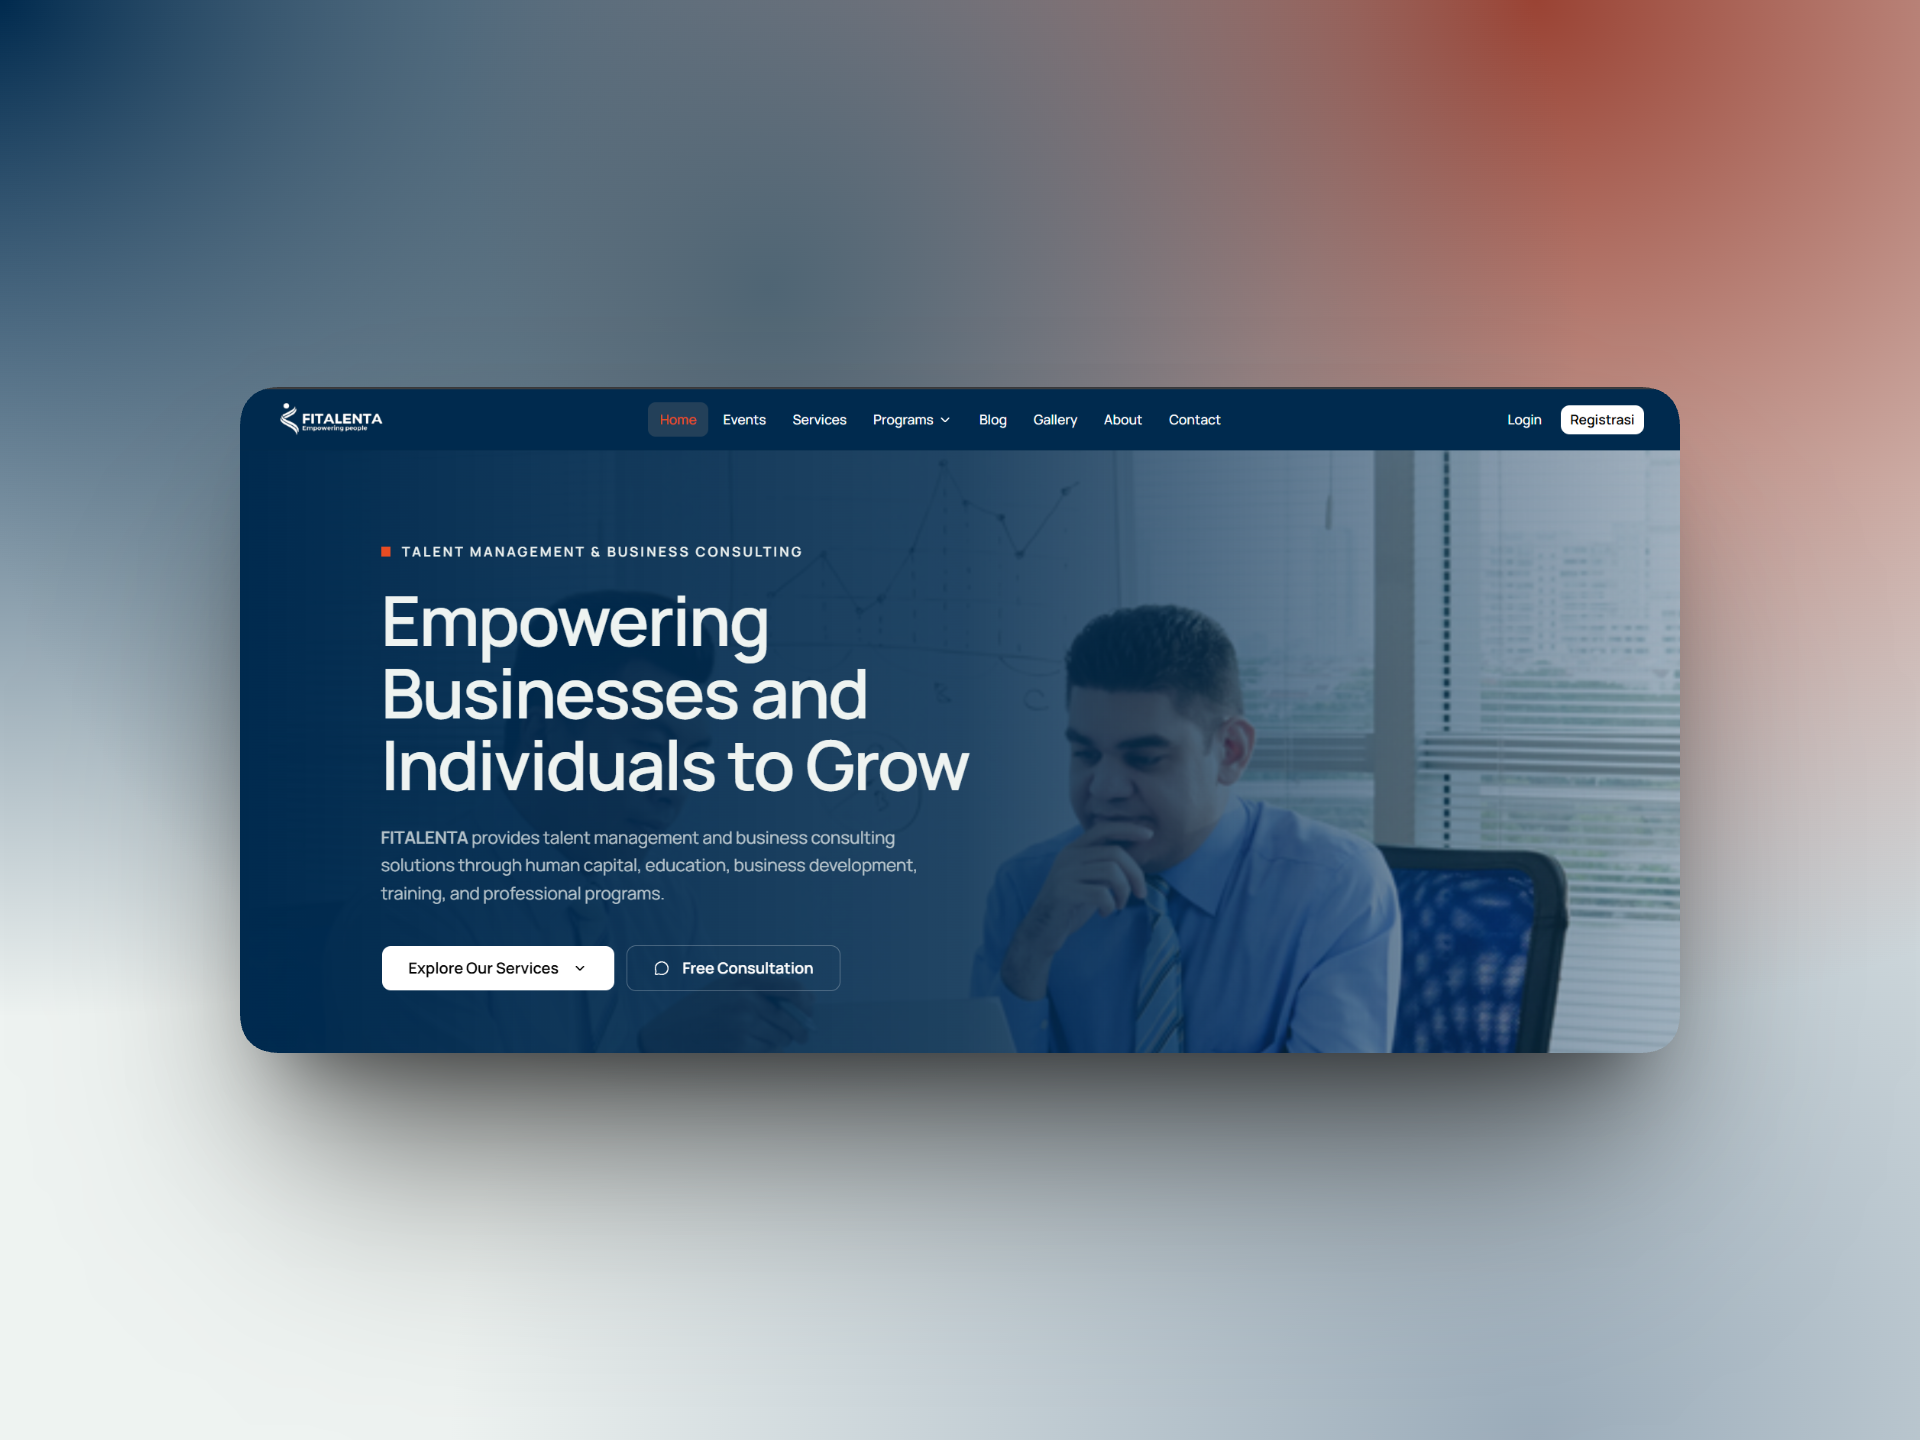 FITALENTA
Empowering people
Home Events Services Programs Blog Gallery About Contact
Login Registrasi
TALENT MANAGEMENT & BUSINESS CONSULTING
Empowering
Businesses and
Individuals to Grow
FITALENTA provides talent management and business consulting
solutions through human capital, education, business development,
training, and professional programs.
Explore Our Services
Free Consultation